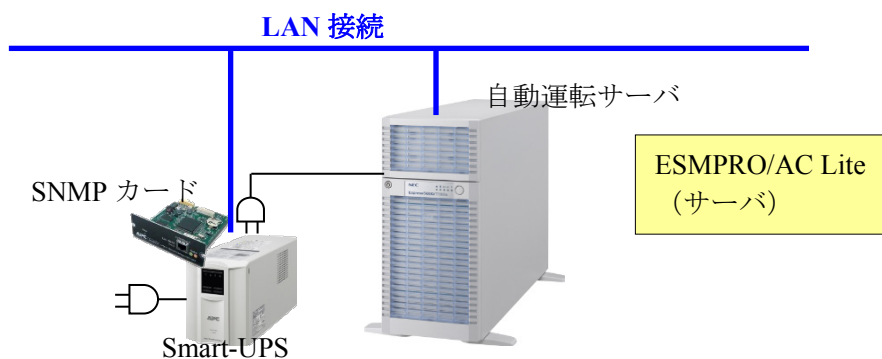 LAN 接続
自動運転サーバ
ESMPRO/AC Lite
（サーバ）
SNMP カード
Smart-UPS